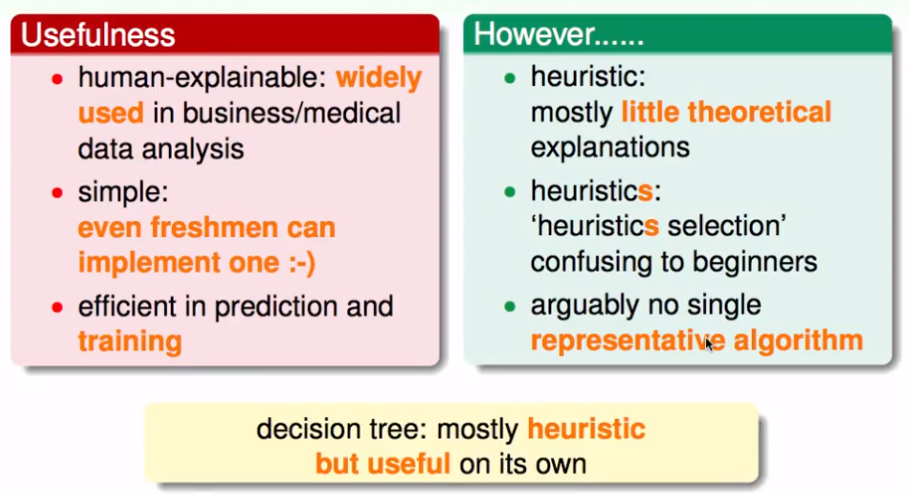 Usefulness
• human-explainable: widely
used in business/medical
data analysis
• simple:
even freshmen can
implement one :-)
• efficient in prediction and
training
However......
• heuristic:
mostly little theoretical
explanations
• heuristics:
‘heuristics selection’
confusing to beginners
• arguably no single
representative algorithm
decision tree: mostly heuristic
but useful on its own